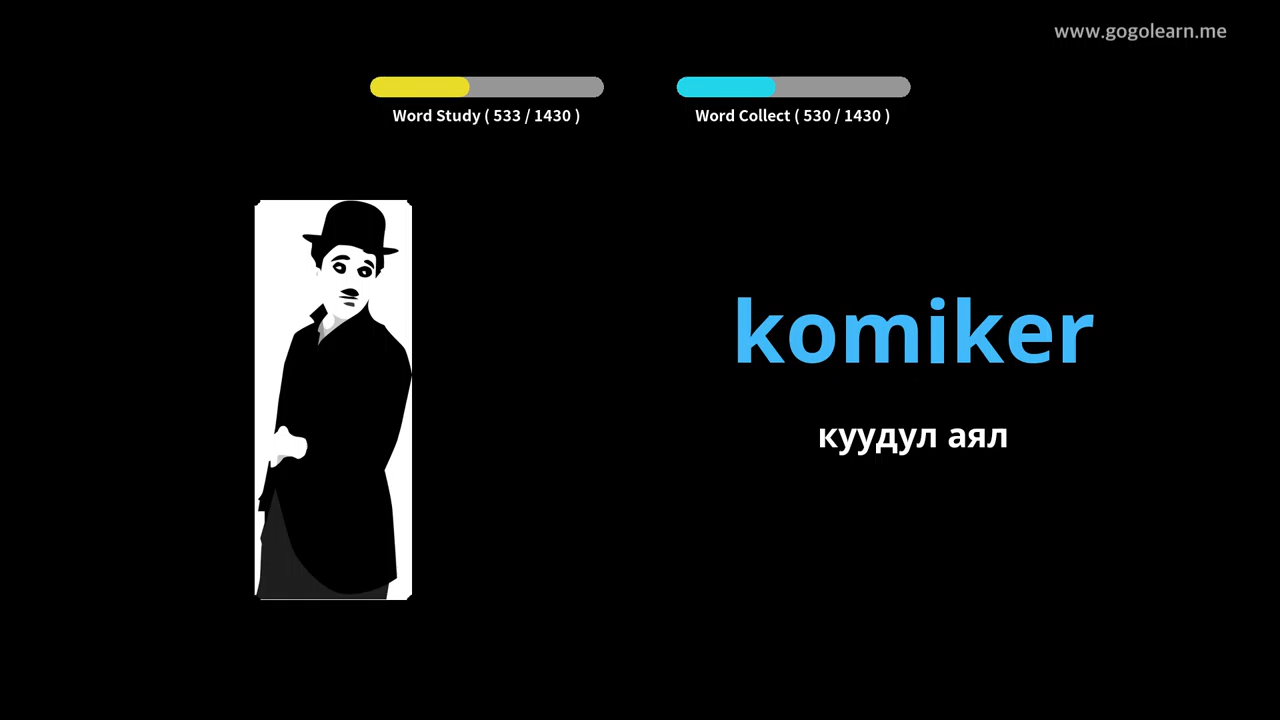 www.gogolearn.me
Word Study ( 533 / 1430 )
Word Collect ( 530 / 1430 )
komiker
куудул аял